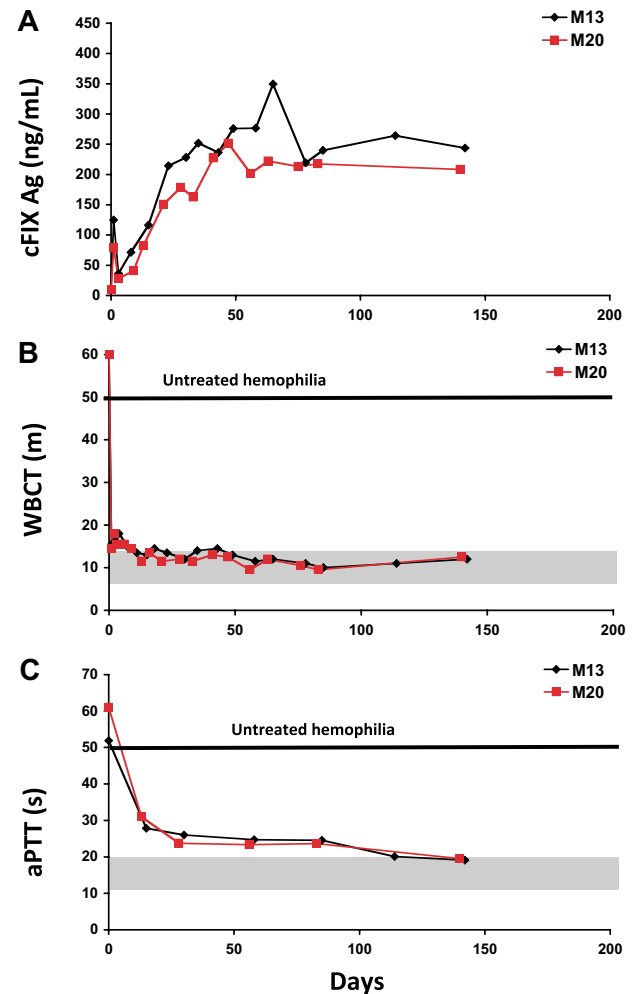 A
M13
M20
cFIX Ag (ng/mL)
450
400
350
300
250
200
150
100
50
0
0 50 100 150 200
B
M13
M20
Untreated hemophilia
WBCT (m)
60
50
40
30
20
10
0
0 50 100 150 200
C
M13
M20
Untreated hemophilia
aPTT (s)
70
60
50
40
30
20
10
0
0 50 100 150 200
Days